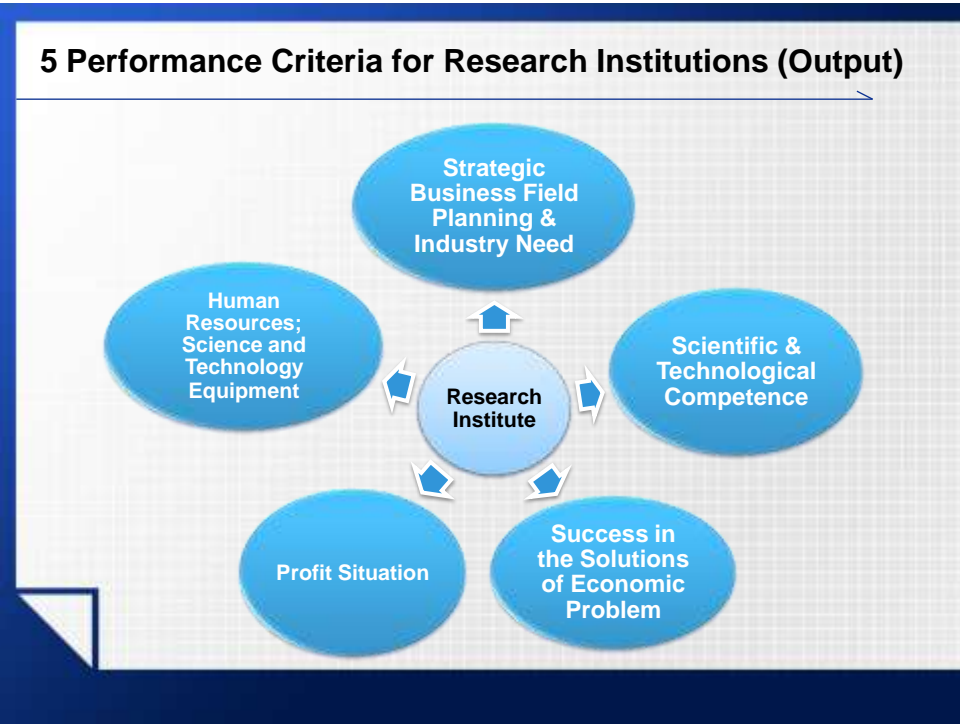 5 Performance Criteria for Research Institutions (Output)
Strategic
Business Field
Planning &
Industry Need
Human
Resources;
Science and
Technology
Equipment
Scientific &
Technological
Competence
Research
Institute
Profit Situation
Success in
the Solutions
of Economic
Problem